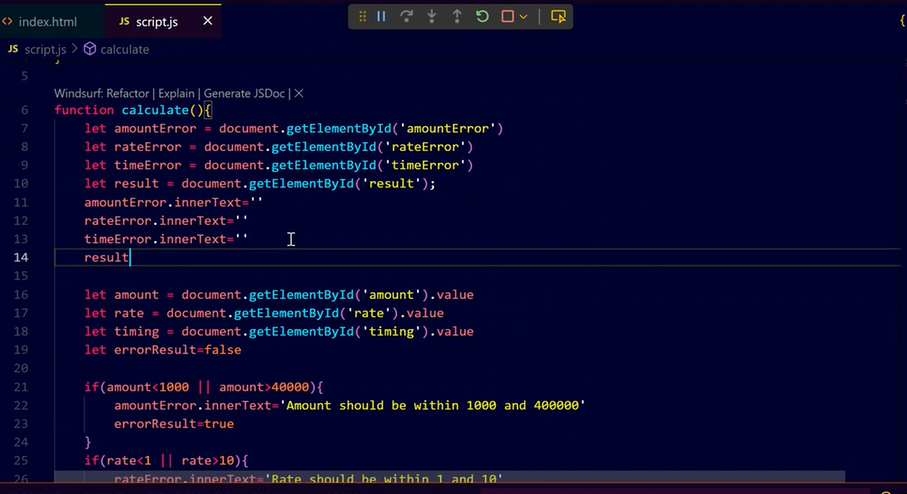 index.html
JS script.js
JS script.js > calculate
}
5
Windsurf: Refactor | Explain | Generate JSDoc | ×
6 function calculate(){
7 let amountError = document.getElementById('amountError')
8 let rateError = document.getElementById('rateError')
9 let timeError = document.getElementById('timeError')
10 let result = document.getElementById('result');
11 amountError.innerText=''
12 rateError.innerText=''
13 timeError.innerText=''
14 result
15
16 let amount = document.getElementById('amount').value
17 let rate = document.getElementById('rate').value
18 let timing = document.getElementById('timing').value
19 let errorResult=false
20
21 if(amount<1000 || amount>40000){
22 amountError.innerText='Amount should be within 1000 and 400000'
23 errorResult=true
24 }
25 if(rate<1 || rate>10){
26 rateError.innerText='Rate should be within 1 and 10'